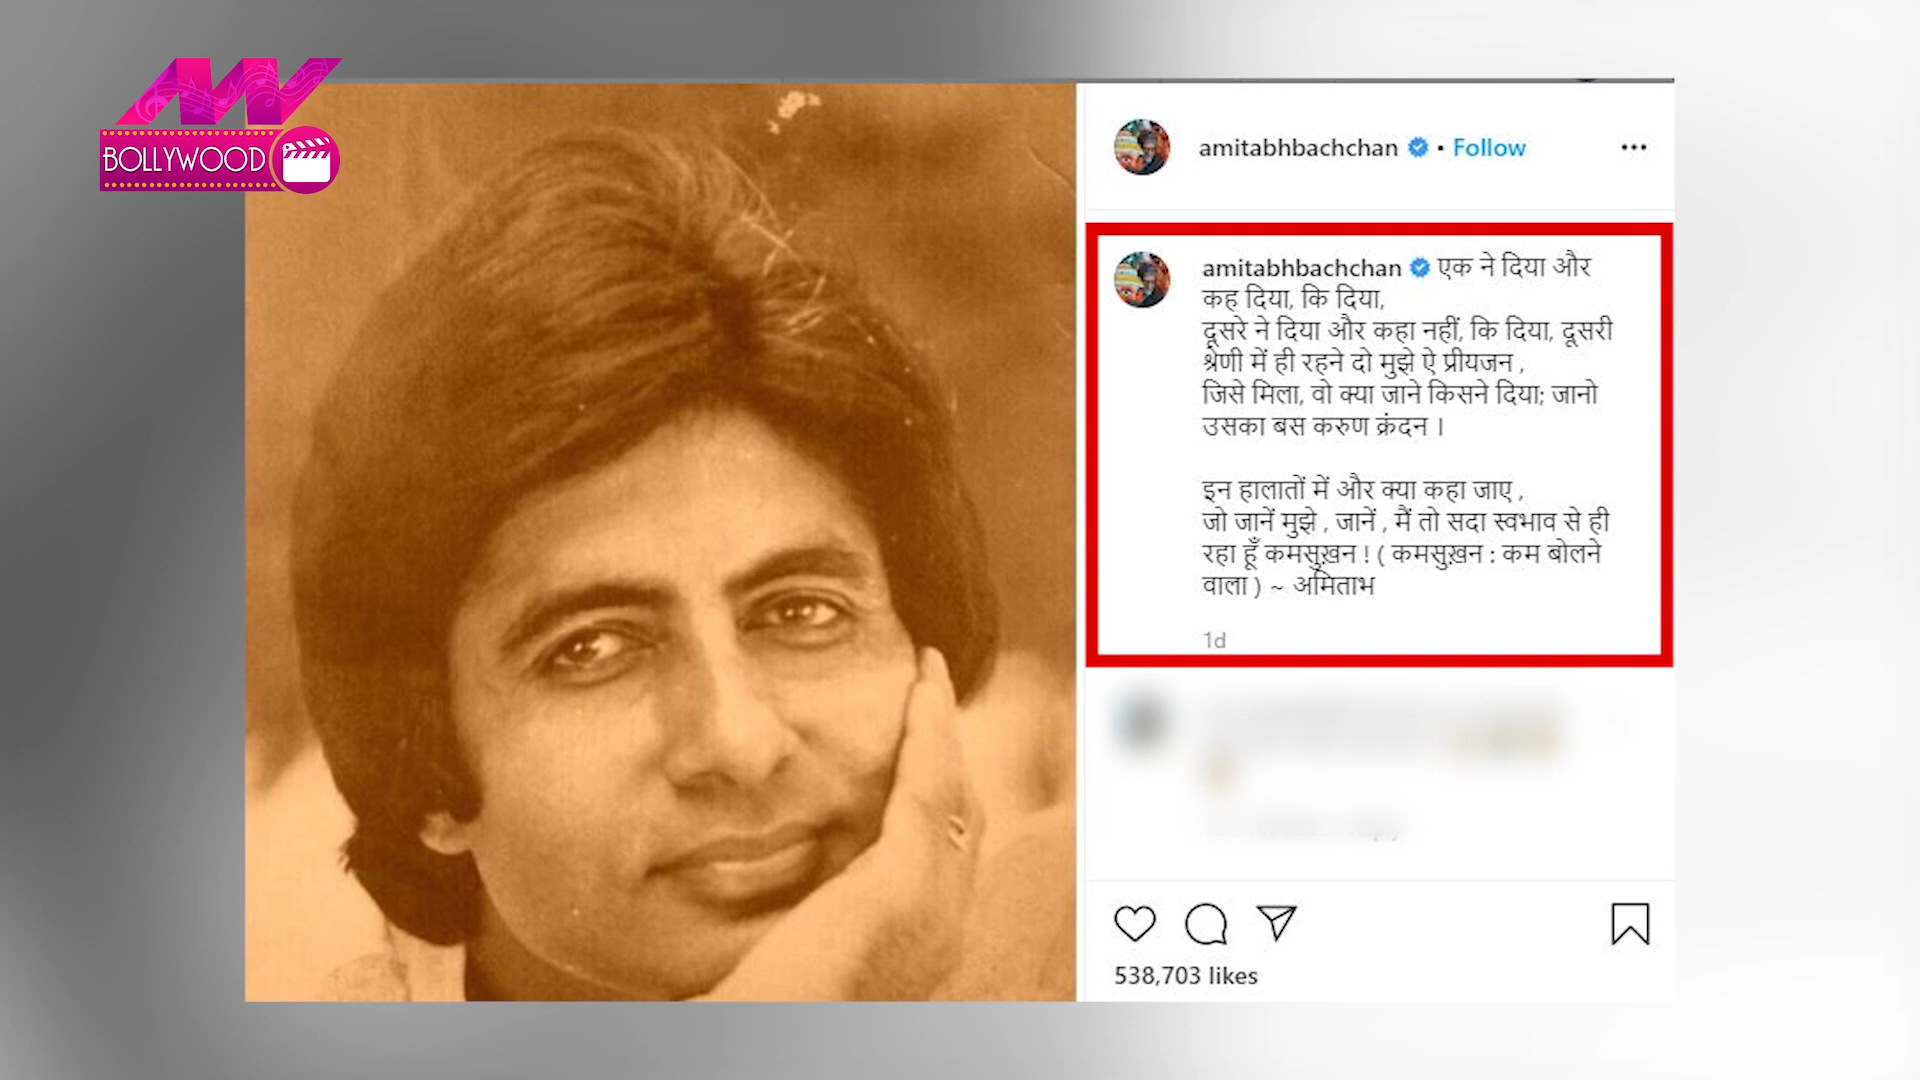 AW
BOLLYWOOD
amitabhbachchan • Follow
amitabhbachchan एक ने दिया और
कह दिया, कि दिया,
दूसरे ने दिया और कहा नहीं, कि दिया, दूसरी
श्रेणी में ही रहने दो मुझे ऐ प्रीयजन ,
जिसे मिला, वो क्या जाने किसने दिया; जानो
उसका बस करुण क्रंदन ।
इन हालातों में और क्या कहा जाए ,
जो जानें मुझे , जानें , मैं तो सदा स्वभाव से ही
रहा हूँ कमसुख़न ! ( कमसुख़न : कम बोलने
वाला ) ~ अमिताभ
1d
538,703 likes